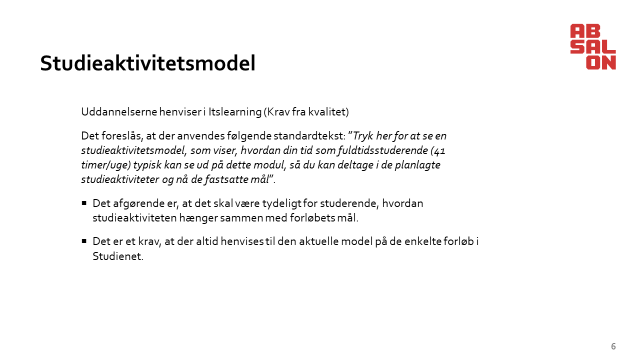 AB
SAL
ON
Studieaktivitetsmodel
Uddannelserne henviser i Itslearning (Krav fra kvalitet)
Det foreslås, at der anvendes følgende standardtekst: ”Tryk her for at se en
studieaktivitetsmodel, som viser, hvordan din tid som fuldtidsstuderende (41
timer/uge) typisk kan se ud på dette modul, så du kan deltage i de planlagte
studieaktiviteter og nå de fastsatte mål”.
▪ Det afgørende er, at det skal være tydeligt for studerende, hvordan
studieaktiviteten hænger sammen med forløbets mål.
▪ Det er et krav, at der altid henvises til den aktuelle model på de enkelte forløb i
Studienet.
6